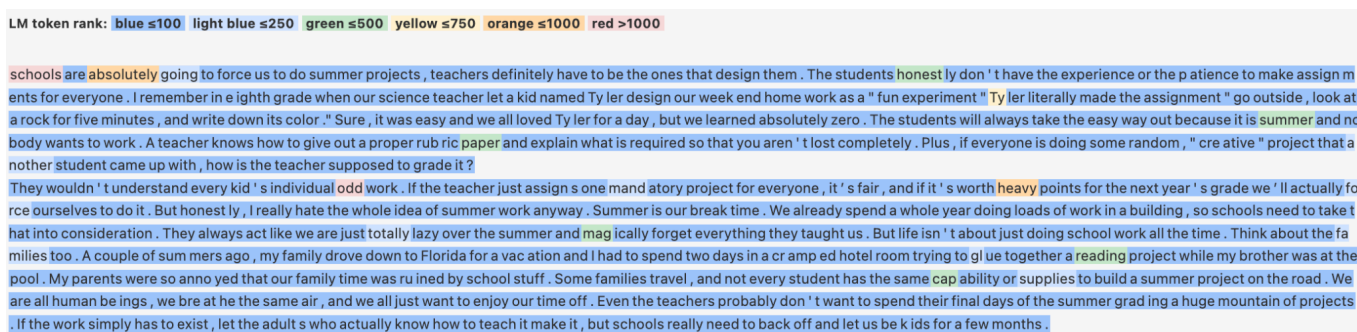 LM token rank: blue ≤100 light blue ≤250 green ≤500 yellow ≤750 orange ≤1000 red >1000
schools are absolutely going to force us to do summer projects , teachers definitely have to be the ones that design them . The students honest ly don ' t have the experience or the p atience to make assign m
ents for everyone . I remember in e ighth grade when our science teacher let a kid named Ty ler design our week end home work as a " fun experiment " Ty ler literally made the assignment " go outside , look at
a rock for five minutes , and write down its color ." Sure , it was easy and we all loved Ty ler for a day , but we learned absolutely zero . The students will always take the easy way out because it is summer and no
body wants to work . A teacher knows how to give out a proper rub ric paper and explain what is required so that you aren ' t lost completely . Plus , if everyone is doing some random , " cre ative " project that a
nother student came up with , how is the teacher supposed to grade it ?
They wouldn ' t understand every kid ' s individual odd work . If the teacher just assign s one mand atory project for everyone , it ' s fair , and if it ' s worth heavy points for the next year ' s grade we ' ll actually fo
rce ourselves to do it . But honest ly , I really hate the whole idea of summer work anyway . Summer is our break time . We already spend a whole year doing loads of work in a building , so schools need to take t
hat into consideration . They always act like we are just totally lazy over the summer and mag ically forget everything they taught us . But life isn ' t about just doing school work all the time . Think about the fa
milies too . A couple of sum mers ago , my family drove down to Florida for a vac ation and I had to spend two days in a cr amp ed hotel room trying to gl ue together a reading project while my brother was at the
pool . My parents were so anno yed that our family time was ru ined by school stuff . Some families travel , and not every student has the same cap ability or supplies to build a summer project on the road . We
are all human be ings , we bre at he the same air , and we all just want to enjoy our time off . Even the teachers probably don ' t want to spend their final days of the summer grad ing a huge mountain of projects
. If the work simply has to exist , let the adult s who actually know how to teach it make it , but schools really need to back off and let us be k ids for a few months .